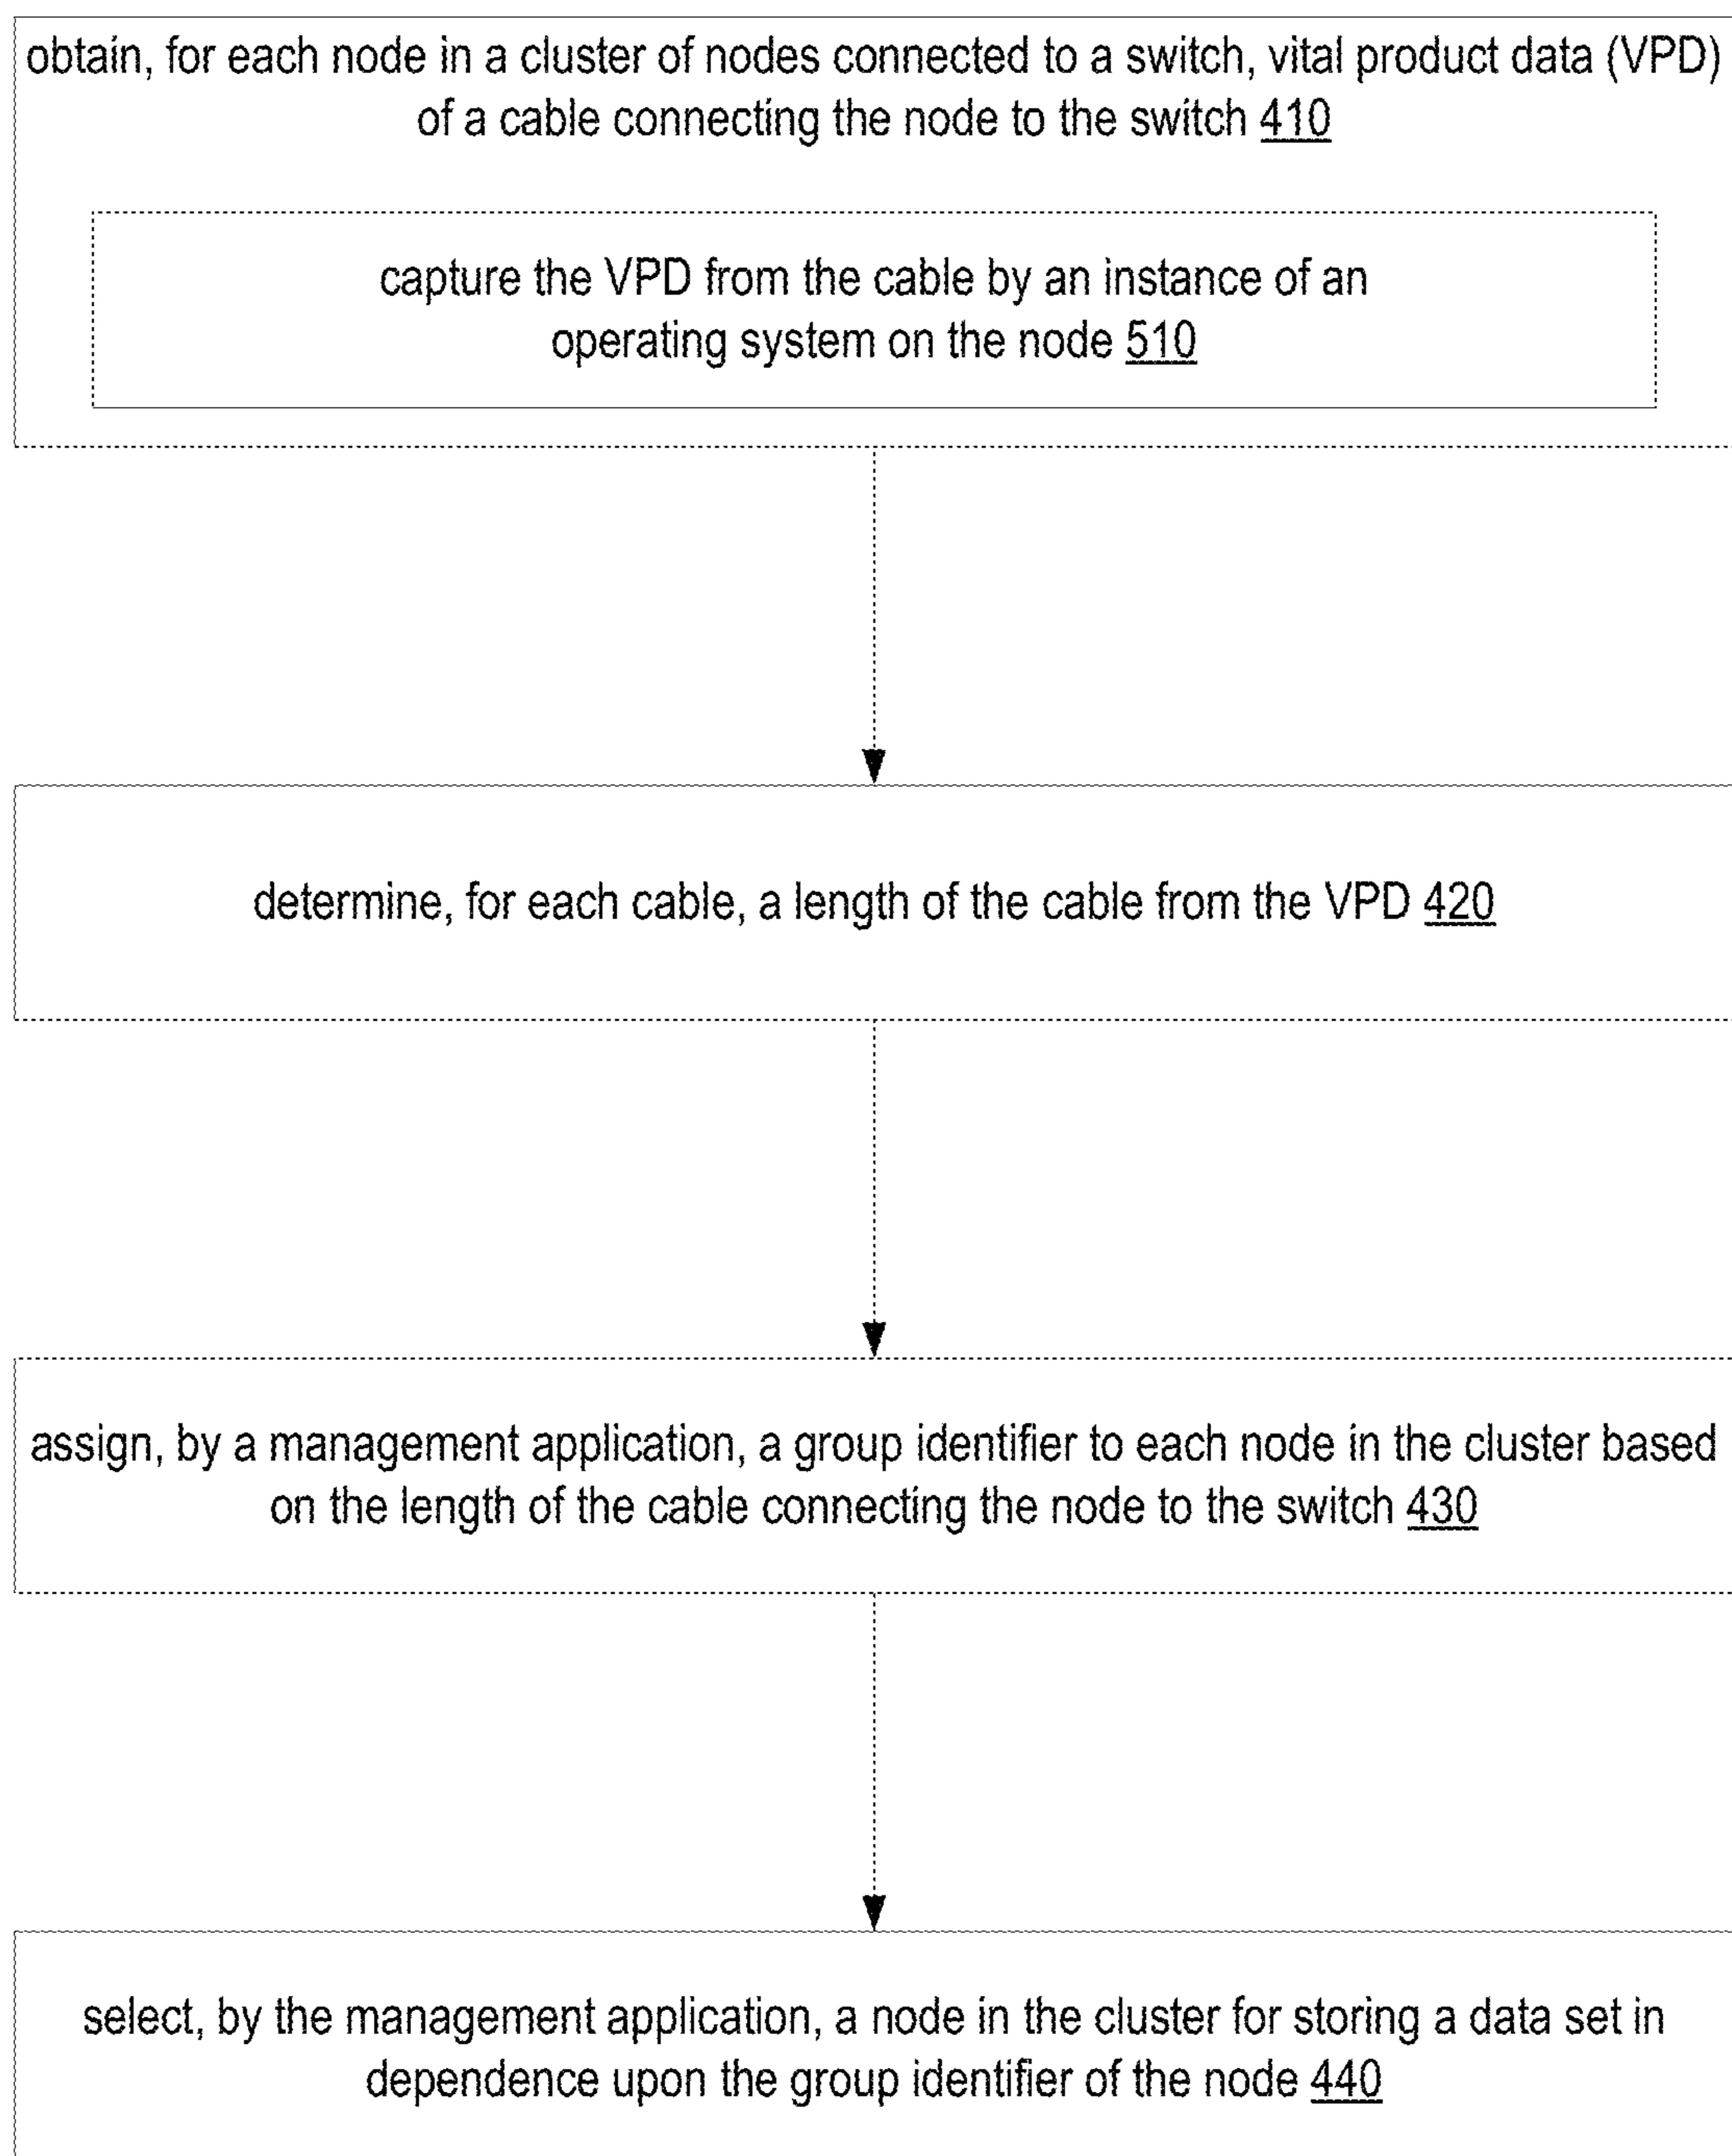 obtain, for each node in a cluster of nodes connected to a switch, vital product data (VPD)
of a cable connecting the node to the switch 410
capture the VPD from the cable by an instance of an
operating system on the node 510
determine, for each cable, a length of the cable from the VPD 420
assign, by a management application, a group identifier to each node in the cluster based
on the length of the cable connecting the node to the switch 430
select, by the management application, a node in the cluster for storing a data set in
dependence upon the group identifier of the node 440